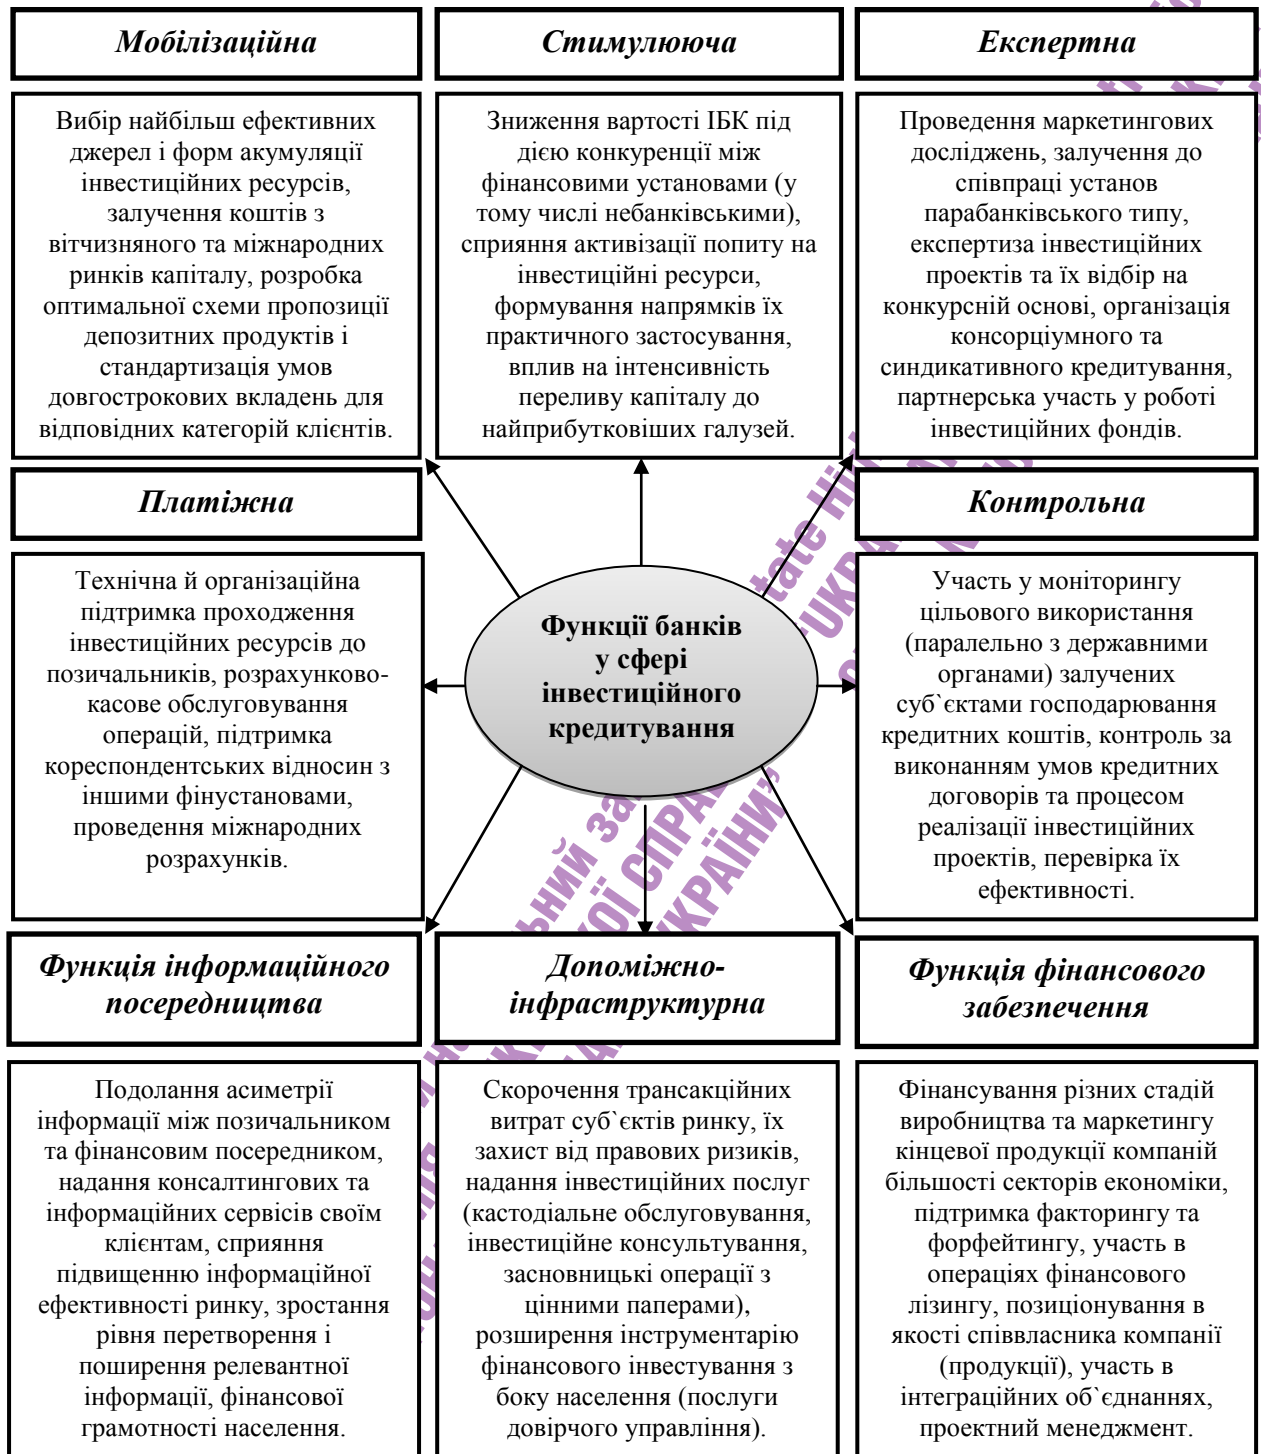 Мобілізаційна
Вибір найбільш ефективних
джерел і форм акумуляції
інвестиційних ресурсів,
залучення коштів з
вітчизняного та міжнародних
ринків капіталу, розробка
оптимальної схеми пропозиції
депозитних продуктів і
стандартизація умов
довгострокових вкладень для
відповідних категорій клієнтів.
Стимулююча
Зниження вартості ІБК під
дією конкуренції між
фінансовими установами (у
тому числі небанківськими),
сприяння активізації попиту на
інвестиційні ресурси,
формування напрямків їх
практичного застосування,
вплив на інтенсивність
переливу капіталу до
найприбутковіших галузей.
Експертна
Проведення маркетингових
досліджень, залучення до
співпраці установ
парабанківського типу,
експертиза інвестиційних
проектів та їх відбір на
конкурсній основі, організація
консорціумного та
синдикативного кредитування,
партнерська участь у роботі
інвестиційних фондів.
Платіжна
Технічна й організаційна
підтримка проходження
інвестиційних ресурсів до
позичальників, розрахунково-
касове обслуговування
операцій, підтримка
кореспондентських відносин з
іншими фінустановами,
проведення міжнародних
розрахунків.
Функції банків
у сфері
інвестиційного
кредитування
Контрольна
Участь у моніторингу
цільового використання
(паралельно з державними
органами) залучених
суб`єктами господарювання
кредитних коштів, контроль за
виконанням умов кредитних
договорів та процесом
реалізації інвестиційних
проектів, перевірка їх
ефективності.
Функція інформаційного
посередництва
Подолання асиметрії
інформації між позичальником
та фінансовим посередником,
надання консалтингових та
інформаційних сервісів своїм
клієнтам, сприяння
підвищенню інформаційної
ефективності ринку, зростання
рівня перетворення і
поширення релевантної
інформації, фінансової
грамотності населення.
Допоміжно-
інфраструктурна
Скорочення трансакційних
витрат суб`єктів ринку, їх
захист від правових ризиків,
надання інвестиційних послуг
(кастодіальне обслуговування,
інвестиційне консультування,
засновницькі операції з
цінними паперами),
розширення інструментарію
фінансового інвестування з
боку населення (послуги
довірчого управління).
Функція фінансового
забезпечення
Фінансування різних стадій
виробництва та маркетингу
кінцевої продукції компаній
більшості секторів економіки,
підтримка факторингу та
форфейтингу, участь в
операціях фінансового
лізингу, позиціонування в
якості співвласника компанії
(продукції), участь в
інтеграційних об`єднаннях,
проектний менеджмент.